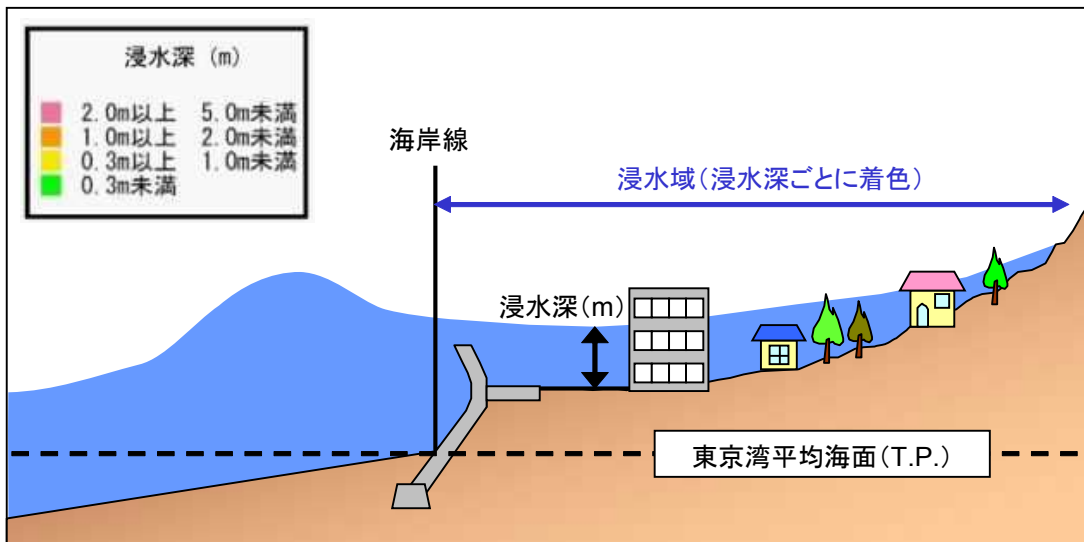 浸水深 (m)
2.0m以上 5.0m未満
1.0m以上 2.0m未満
0.3m以上 1.0m未満
0.3m未満
海岸線
浸水域(浸水深ごとに着色)
浸水深(m)
東京湾平均海面(T.P.)